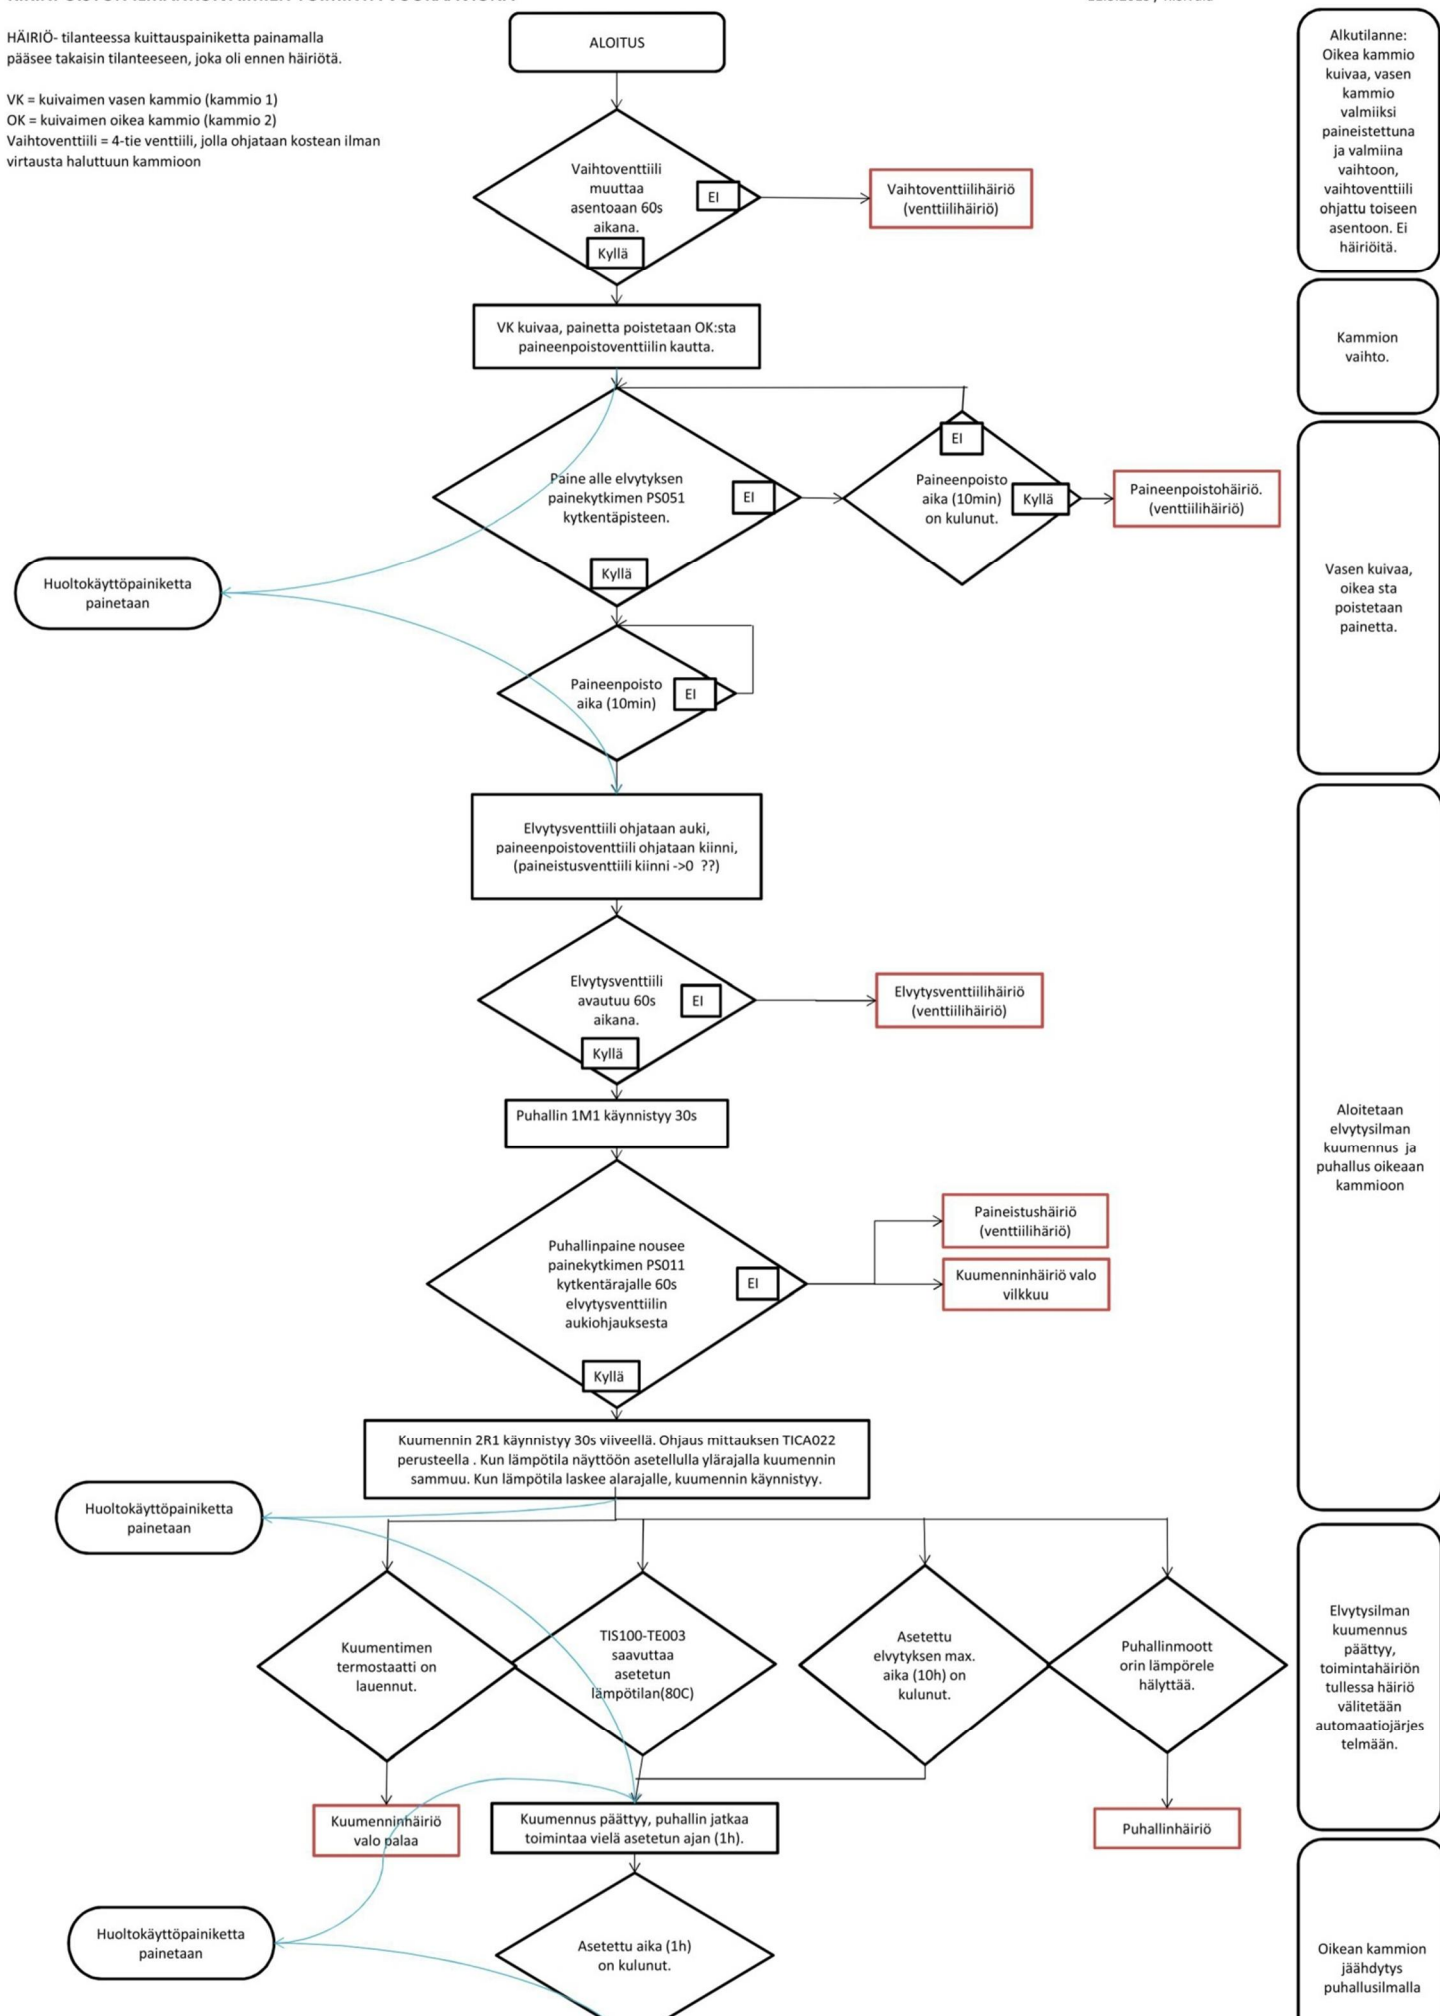 HÄIRIÖ- tilanteessa kuittauspainiketta painamalla
pääsee takaisin tilanteeseen, joka oli ennen häiriötä.
VK = kuivaimen vasen kammio (kammio 1)
OK = kuivaimen oikea kammio (kammio 2)
Vaihtoventtiili = 4-tie venttiili, jolla ohjataan kostean ilman
virtausta haluttuun kammioon
ALOITUS
Alkutilanne:
Oikea kammio
kuivaa, vasen
kammio
valmiiksi
paineistettuna
ja valmiina
vaihtoon,
vaihtoventtiili
ohjattu toiseen
asentoon. Ei
häiriöitä.
Vaihtoventtiili
muuttaa
asentoaan 60s
aikana.
EI
Kyllä
Vaihtoventtiilihäiriö
(venttiilihäiriö)
VK kuivaa, painetta poistetaan OK:sta
paineenpoistoventtiilin kautta.
Kammion
vaihto.
Paine alle elvytyksen
painekytkimen PS051
kytkentäpisteen.
EI
Kyllä
EI
Paineenpoisto
aika (10min)
on kulunut.
Kyllä
Paineenpoistohäiriö.
(venttiilihäiriö)
Vasen kuivaa,
oikea sta
poistetaan
painetta.
Huoltokäyttöpainiketta
painetaan
Paineenpoisto
aika (10min)
EI
Elvytysventtiili ohjataan auki,
paineenpoistoventtiili ohjataan kiinni,
(paineistusventtiili kiinni ->0 ??)
Elvytysventtiili
avautuu 60s
aikana.
EI
Kyllä
Elvytysventtiilihäiriö
(venttiilihäiriö)
Puhallin 1M1 käynnistyy 30s
Aloitetaan
elvytysilman
kuumennus ja
puhallus oikeaan
kammioon
Puhallinpaine nousee
painekytkimen PS011
kytkentärajalle 60s
elvytysventtiilin
aukiohjauksesta
EI
Kyllä
Paineistushäiriö
(venttiilihäriö)
Kuumenninhäiriö valo
vilkkuu
Kuumennin 2R1 käynnistyy 30s viiveellä. Ohjaus mittauksen TICA022
perusteella . Kun lämpötila näyttöön asetellulla ylärajalla kuumennin
sammuu. Kun lämpötila laskee alarajalle, kuumennin käynnistyy.
Huoltokäyttöpainiketta
painetaan
Kuumentimen
termostaatti on
lauennut.
TIS100-TE003
saavuttaa
asetetun
lämpötilan(80C)
Asetettu
elvytyksen max.
aika (10h) on
kulunut.
Puhallinmoott
orin lämpörele
hälyttää.
Elvytysilman
kuumennus
päättyy,
toimintahäiriön
tullessa häiriö
välitetään
automaatiojärjes
telmään.
Kuumenninhäiriö
valo palaa
Kuumennus päättyy, puhallin jatkaa
toimintaa vielä asetetun ajan (1h).
Puhallinhäiriö
Huoltokäyttöpainiketta
painetaan
Asetettu aika (1h)
on kulunut.
Oikean kammion
jäähdytys
puhallusilmalla